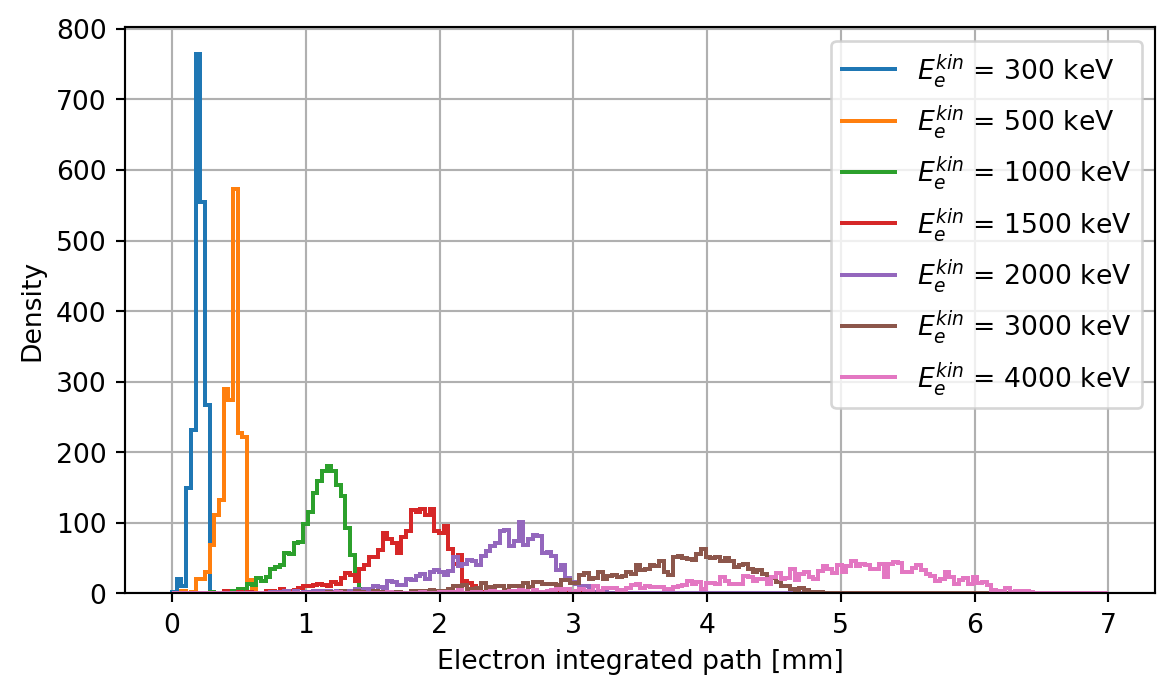 800
700
600
500
400
300
200
100
0
Density
0 1 2 3 4 5 6 7
Electron integrated path [mm]
E_e^{kin} = 300 keV
E_e^{kin} = 500 keV
E_e^{kin} = 1000 keV
E_e^{kin} = 1500 keV
E_e^{kin} = 2000 keV
E_e^{kin} = 3000 keV
E_e^{kin} = 4000 keV